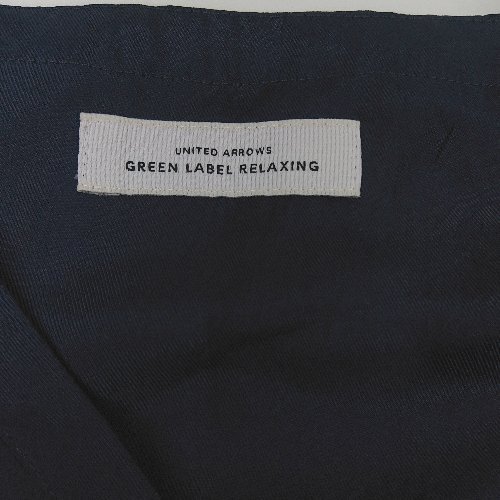 UNITED ARROWS
GREEN LABEL RELAXING